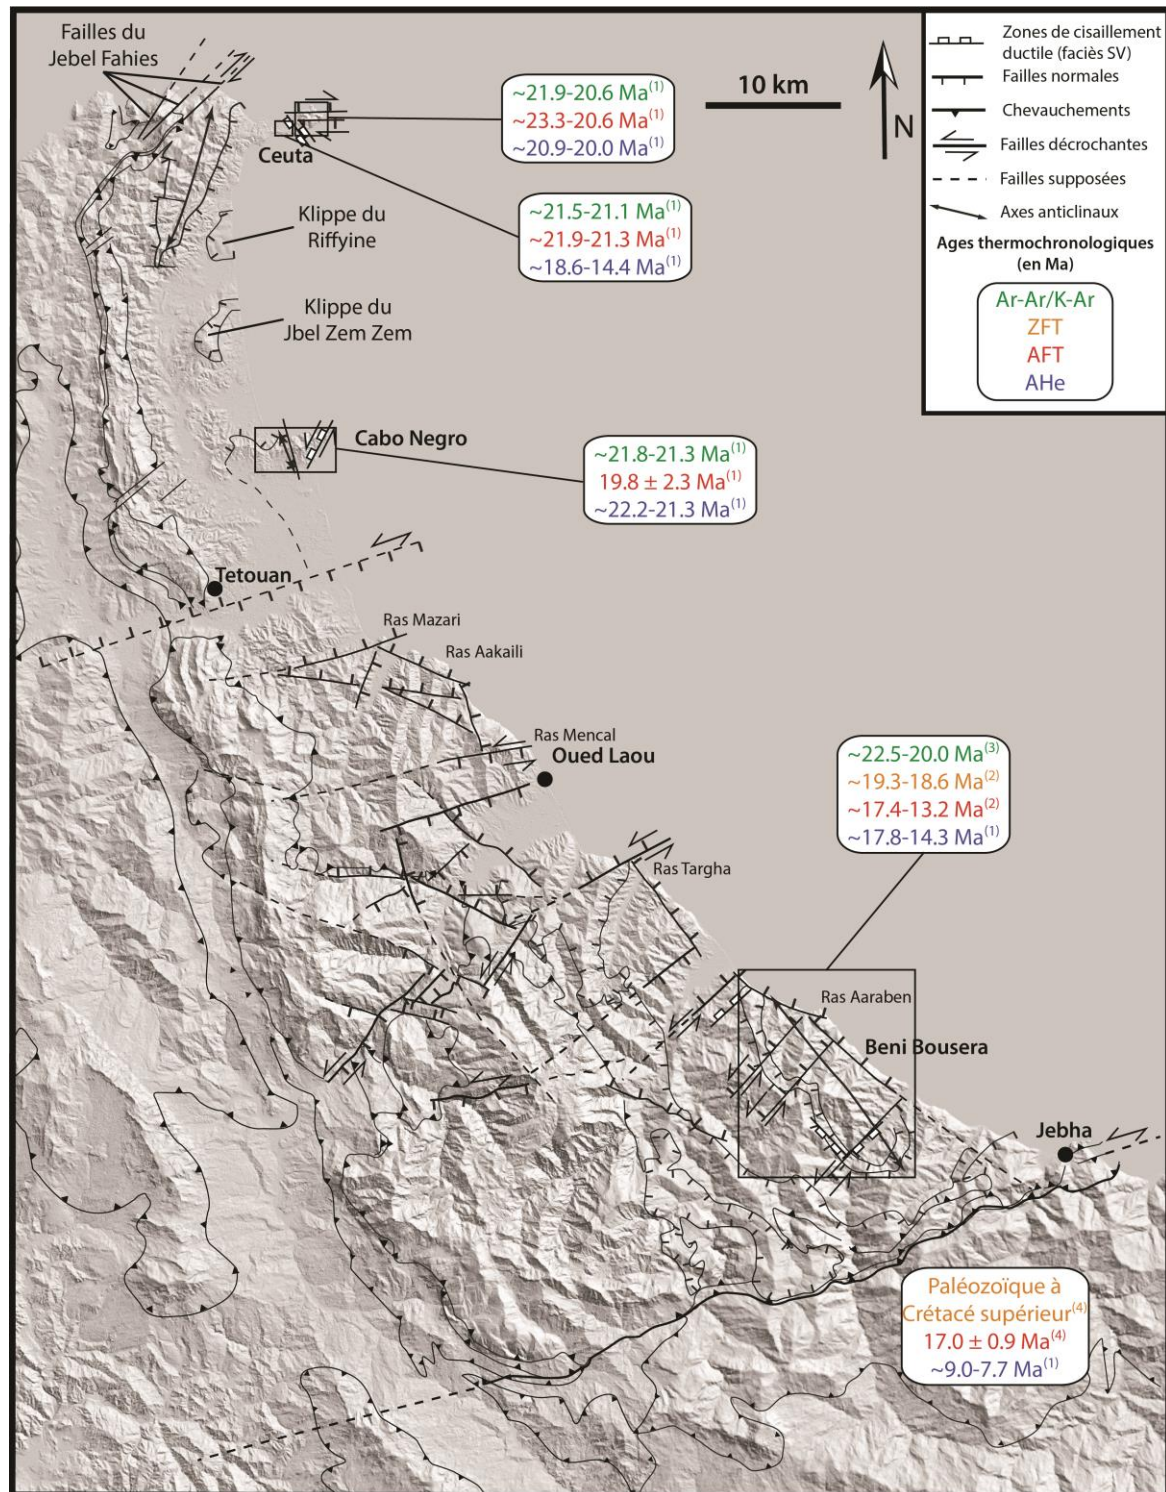 Failles du
Jebel Fahies
Ceuta
~21.9-20.6 Ma(1)
~23.3-20.6 Ma(1)
~20.9-20.0 Ma(1)
10 km
N
Zones de cisaillement
ductile (faciès SV)
Failles normales
Chevauchements
Failles décrochantes
Failles supposées
Axes anticlinaux
Ages thermochronologiques
(en Ma)
Ar-Ar/K-Ar
ZFT
AFT
AHe
~21.5-21.1 Ma(1)
~21.9-21.3 Ma(1)
~18.6-14.4 Ma(1)
Klippe du
Riffyine
Klippe du
Jbel Zem Zem
Cabo Negro
~21.8-21.3 Ma(1)
19.8 ± 2.3 Ma(1)
~22.2-21.3 Ma(1)
Tetouan
Ras Mazari
Ras Aakaili
Ras Mencal
Oued Laou
~22.5-20.0 Ma(3)
~19.3-18.6 Ma(2)
~17.4-13.2 Ma(2)
~17.8-14.3 Ma(1)
Ras Targha
Ras Aaraben
Beni Bousera
Jebha
Paléozoïque à
Crétacé supérieur(4)
17.0 ± 0.9 Ma(4)
~9.0-7.7 Ma(1)